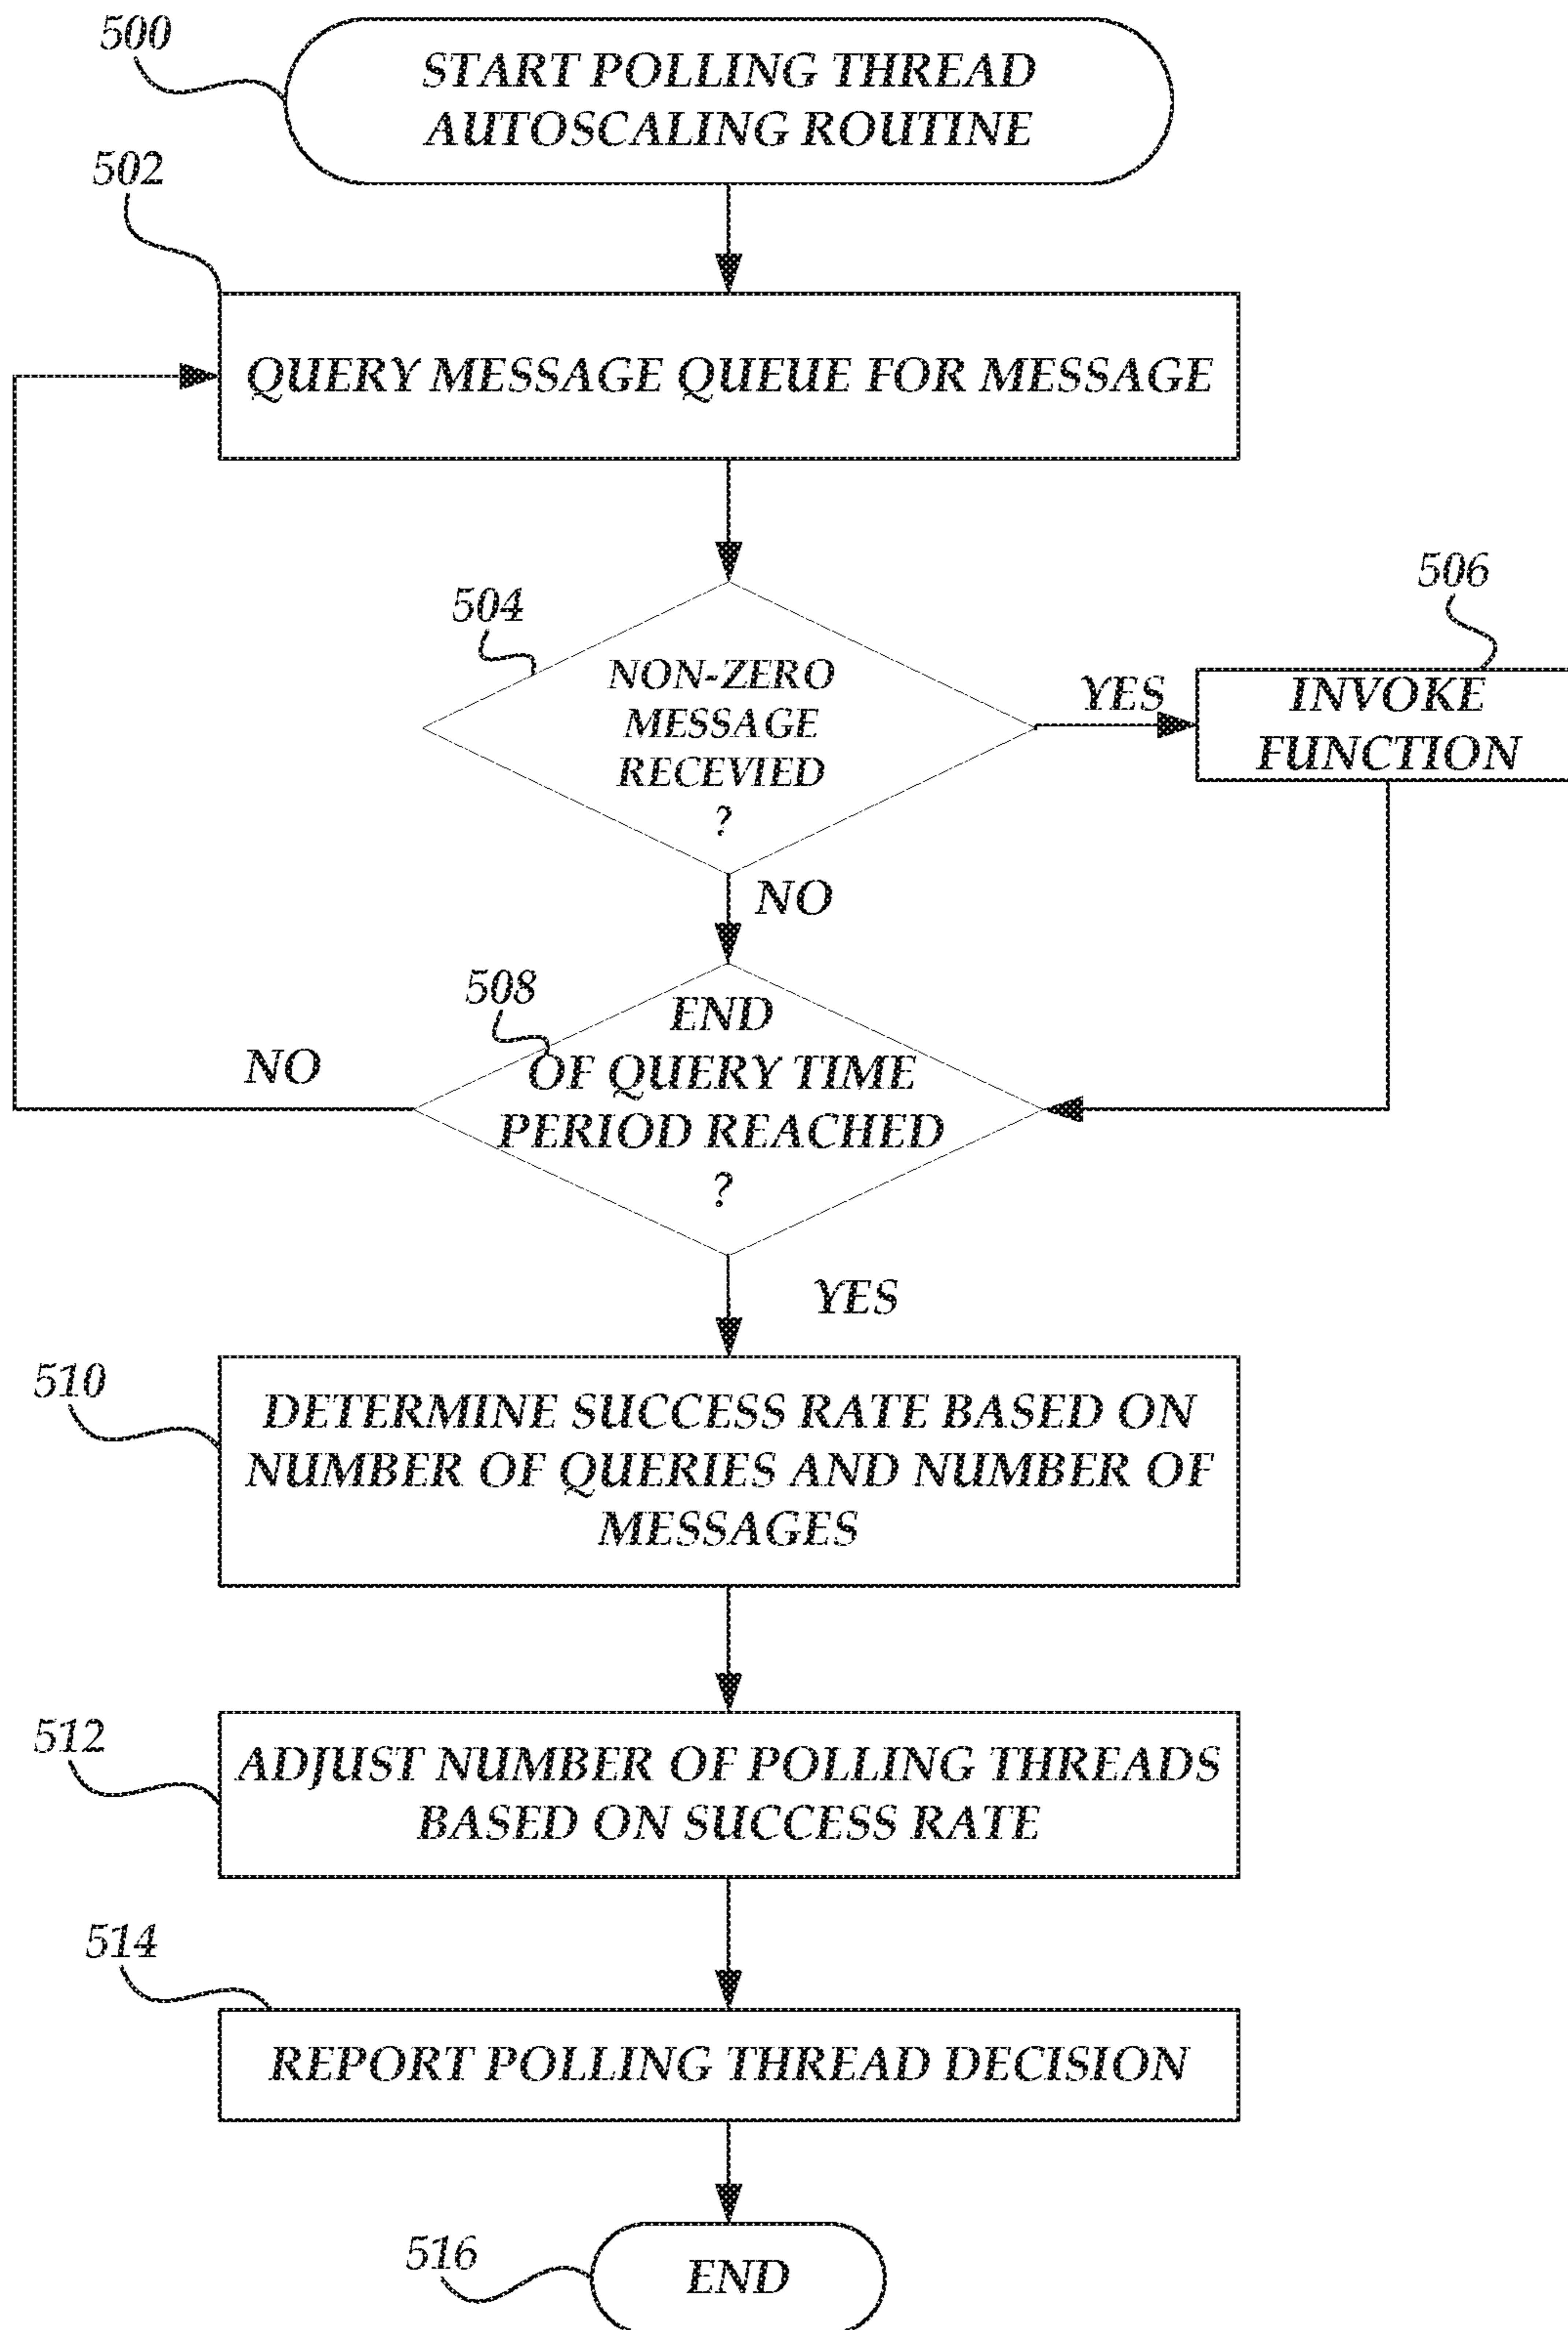 500
START POLLING THREAD
AUTOSCALING ROUTINE
502
QUERY MESSAGE QUEUE FOR MESSAGE
504
NON-ZERO
MESSAGE
RECEVIED
?
YES
506
INVOKE
FUNCTION
NO
508
END
OF QUERY TIME
PERIOD REACHED
?
NO
YES
510
DETERMINE SUCCESS RATE BASED ON
NUMBER OF QUERIES AND NUMBER OF
MESSAGES
512
ADJUST NUMBER OF POLLING THREADS
BASED ON SUCCESS RATE
514
REPORT POLLING THREAD DECISION
516
END